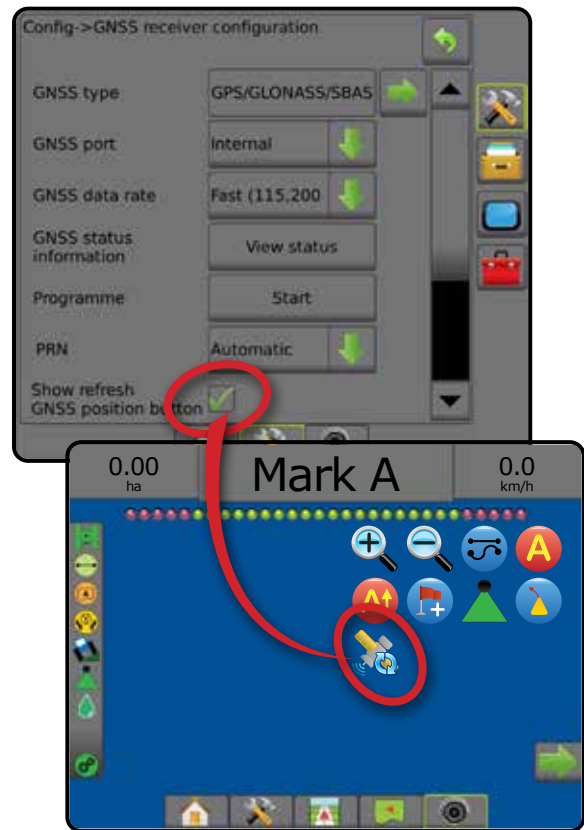 Config->GNSS receiver configuration
GNSS type GPS/GLONASS/SBAS
GNSS port Internal
GNSS data rate Fast (115,200
GNSS status
information View status
Programme Start
PRN Automatic
Show refresh
GNSS position button
0.00 Mark A 0.0
ha km/h
A
A